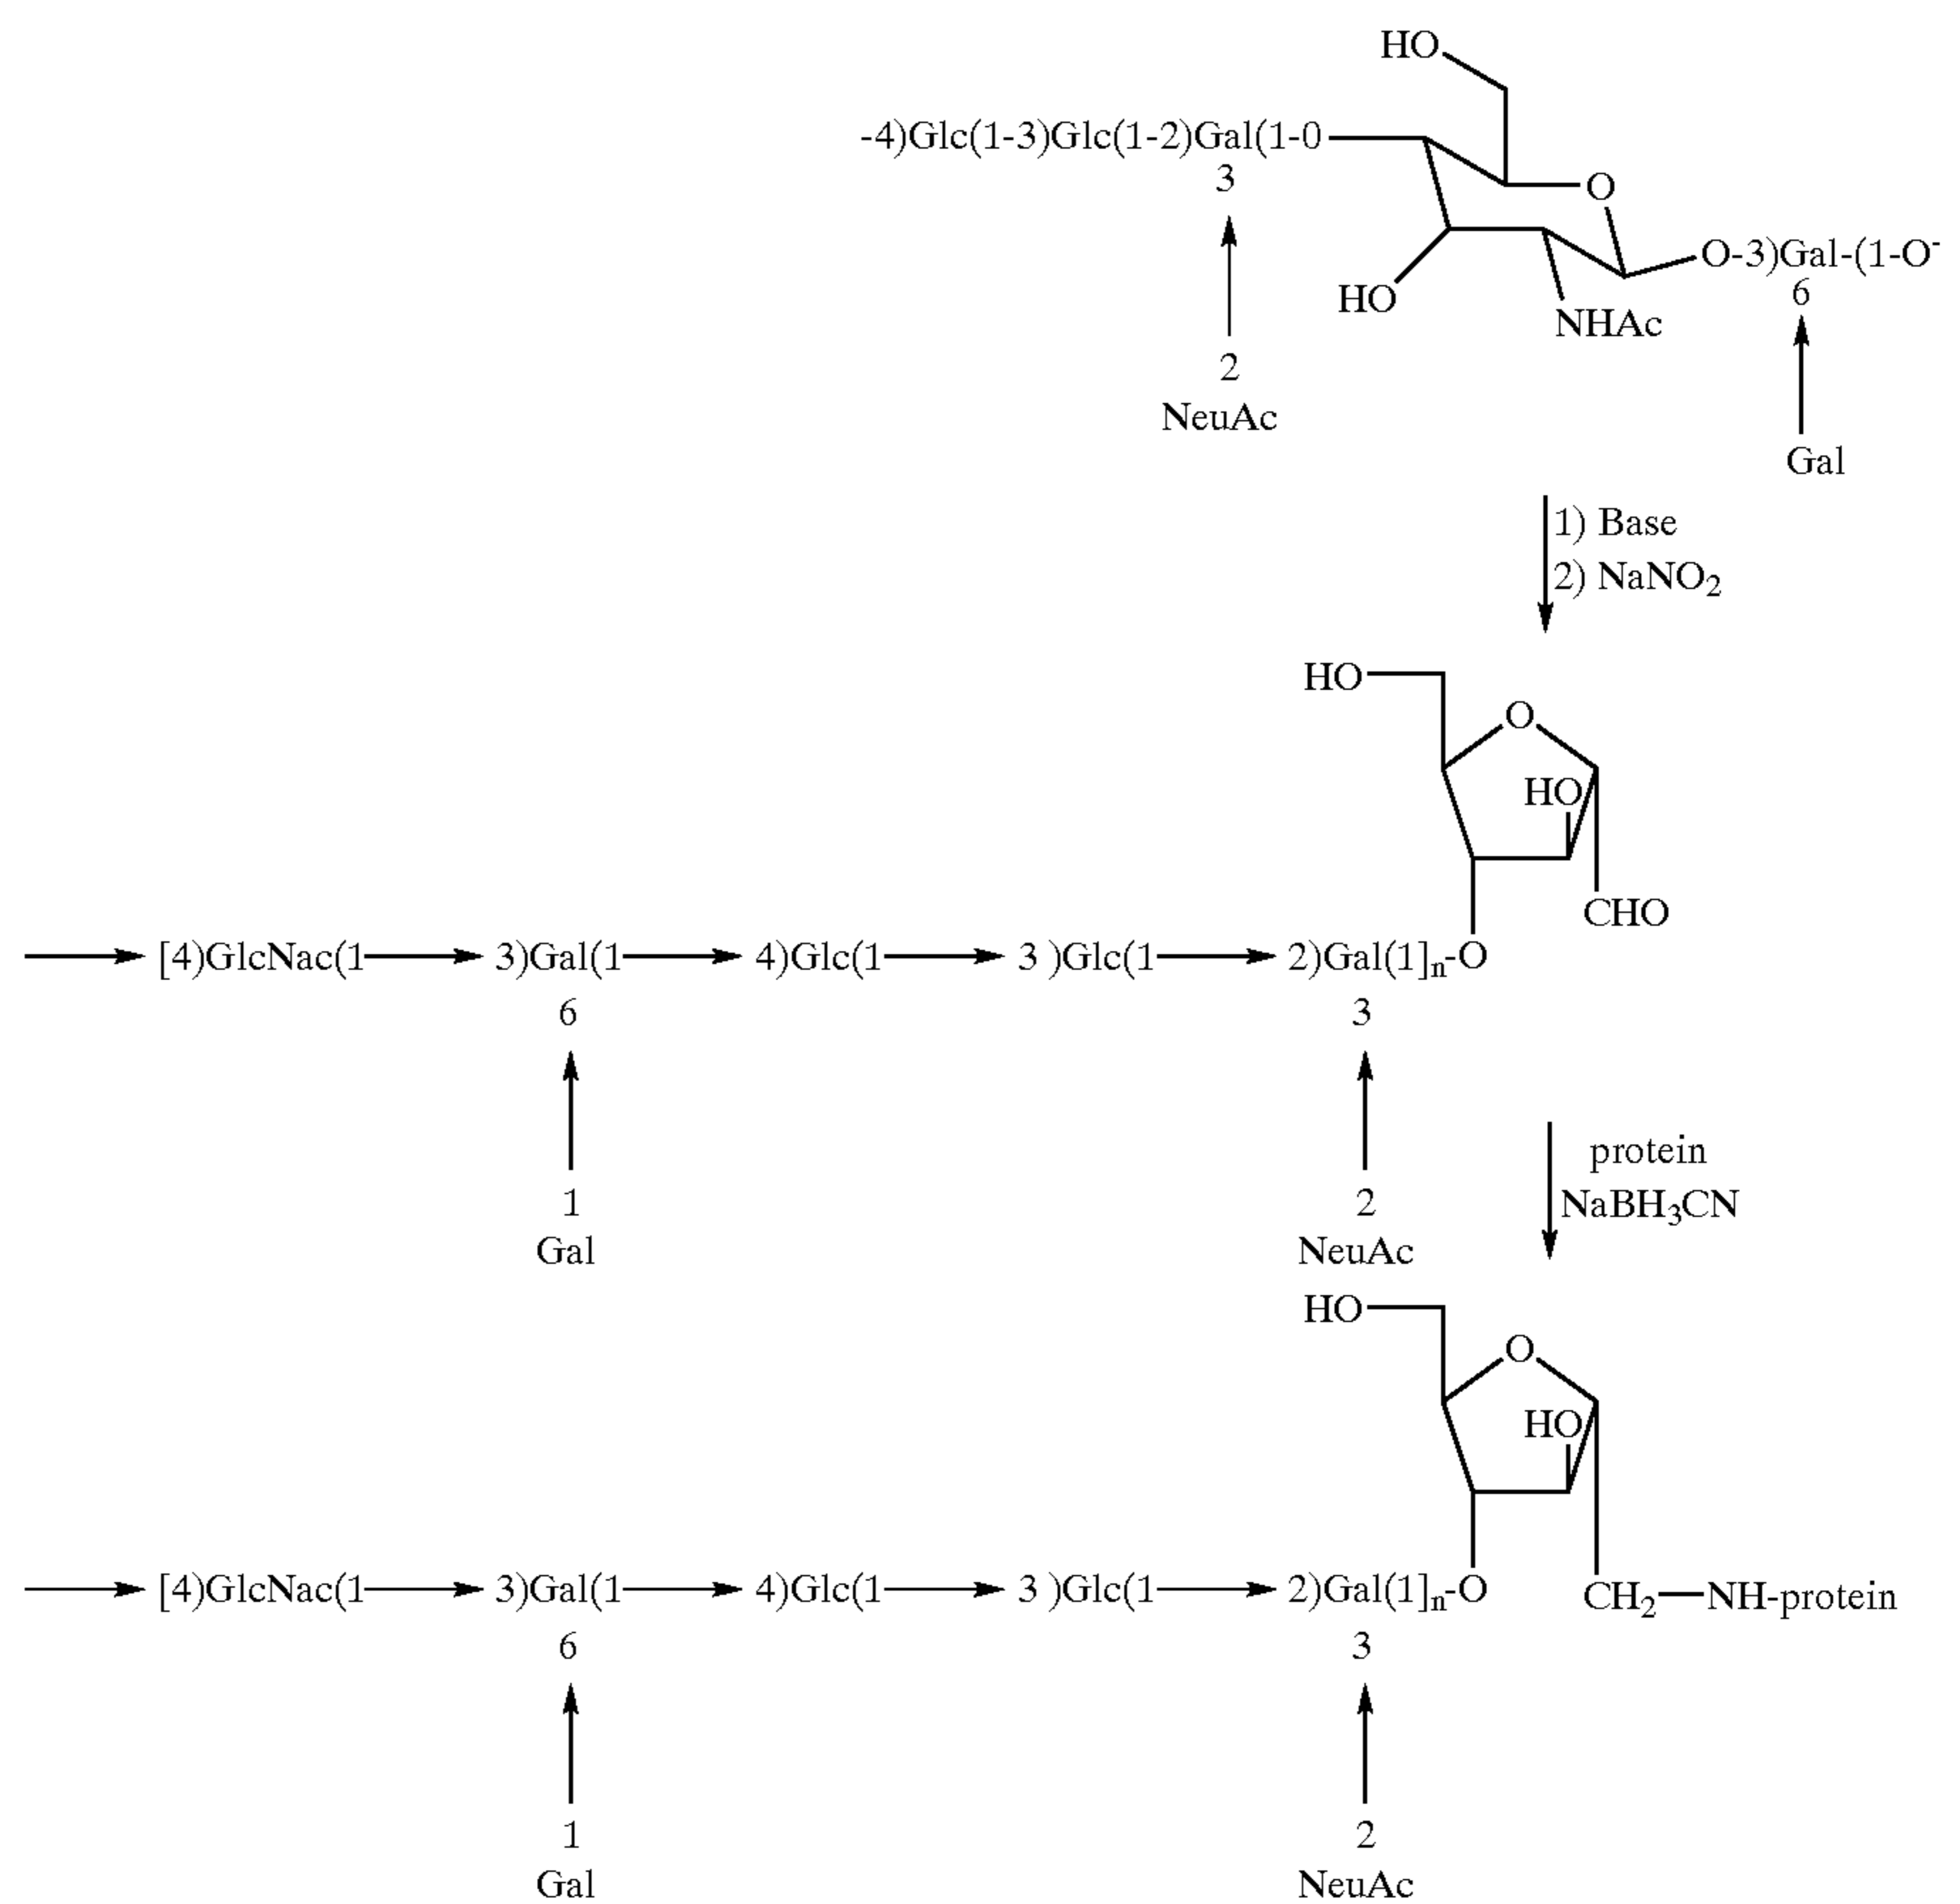 HO
-4)Glc(1-3)Glc(1-2)Gal(1-0
3
O
O-3)Gal-(1-O-
6
HO
NHAc
2
NeuAc
Gal
1) Base
2) NaNO2
HO
O
HO
CHO
[4)GlcNac(1 3)Gal(1 4)Glc(1 3 )Glc(1 2)Gal(1]n-O
6 3
1 2
Gal NeuAc
protein
NaBH3CN
HO
O
HO
[4)GlcNac(1 3)Gal(1 4)Glc(1 3 )Glc(1 2)Gal(1]n-O CH2—NH-protein
6 3
1 2
Gal NeuAc